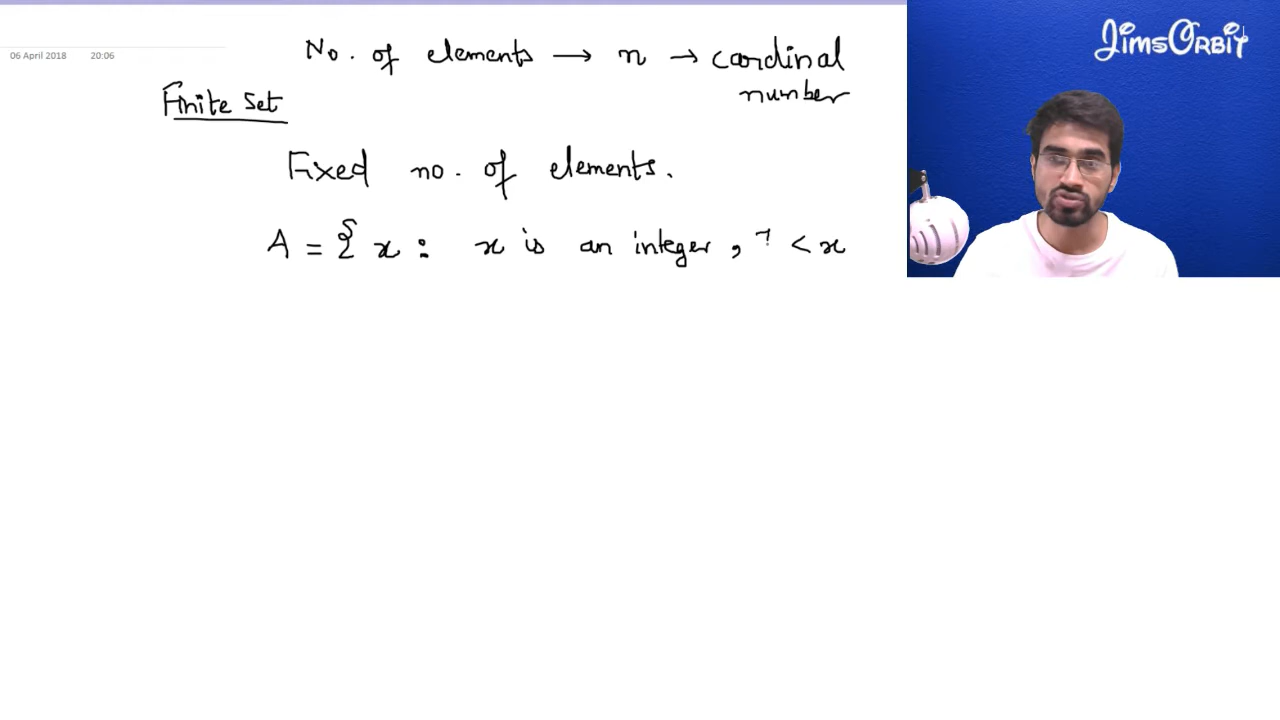 06 April 2018 20:06
No. of elements → n → cardinal
number
Finite Set
Fixed no. of elements.
A = { x : x is an integer, 7 < x
JimsOrbit